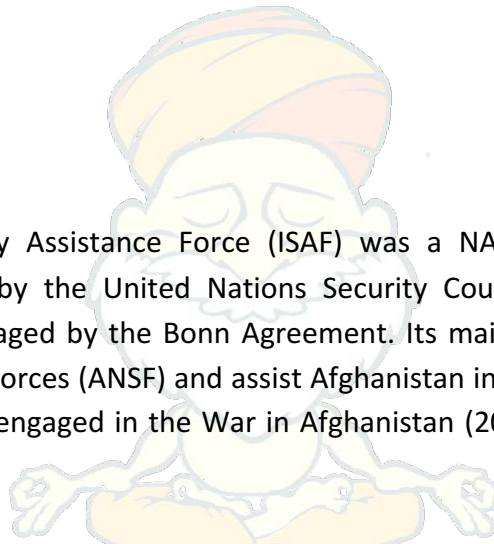 y Assistance Force (ISAF) was a NA
by the United Nations Security Cou
aged by the Bonn Agreement. Its mai
orces (ANSF) and assist Afghanistan in
engaged in the War in Afghanistan (20